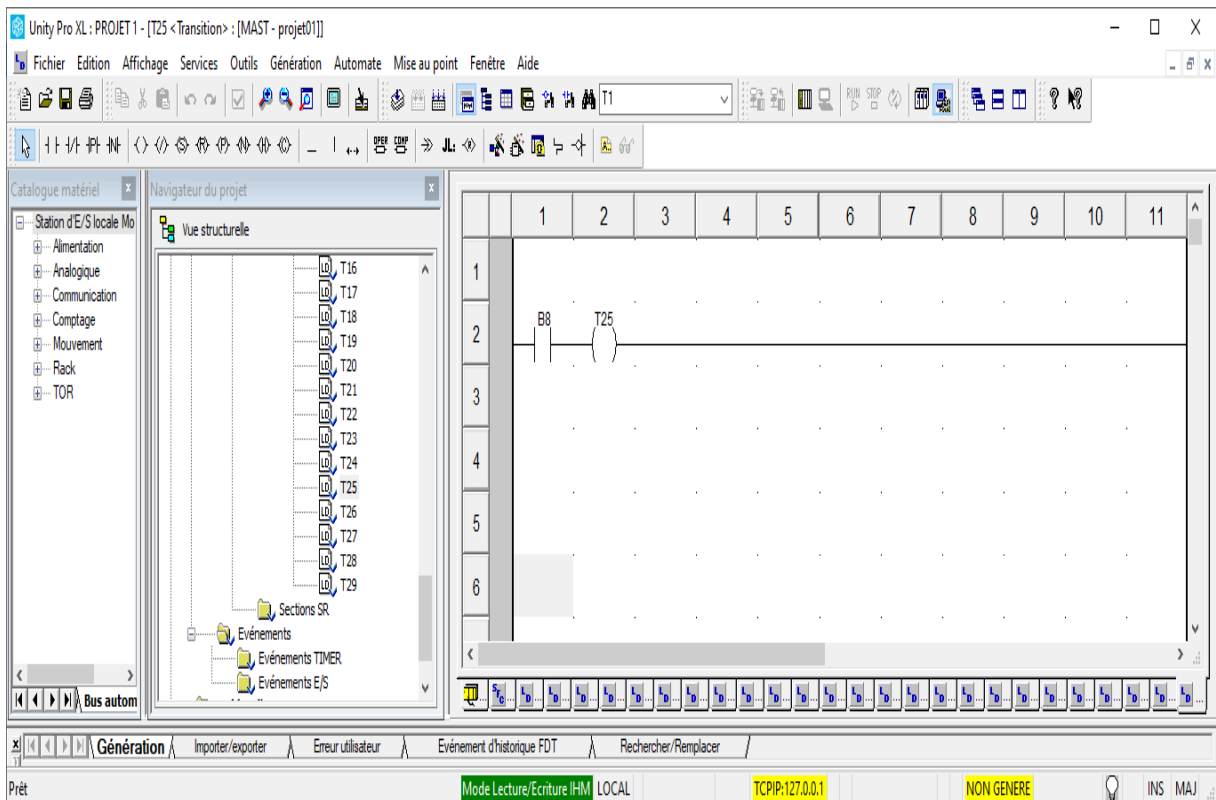 Unity Pro XL : PROJET 1 - [T25 <Transition> : [MAST - projet01]]
Fichier Edition Affichage Services Outils Génération Automate Mise au point Fenêtre Aide
T1
RUN STOP
OPER COMP
JL:
Catalogue matériel
Station d'E/S locale Mo
Alimentation
Analogique
Communication
Comptage
Mouvement
Rack
TOR
Bus autom
Navigateur du projet
Vue structurelle
T16
T17
T18
T19
T20
T21
T22
T23
T24
T25
T26
T27
T28
T29
Sections SR
Evénements
Evénements TIMER
Evénements E/S
1 2 3 4 5 6 7 8 9 10 11
1
B8 T25
2
3
4
5
6
Génération Importer/exporter Erreur utilisateur Evénement d'historique FDT Rechercher/Remplacer
Prêt Mode Lecture/Ecriture IHM LOCAL TCPIP:127.0.0.1 NON GENERE INS MAJ